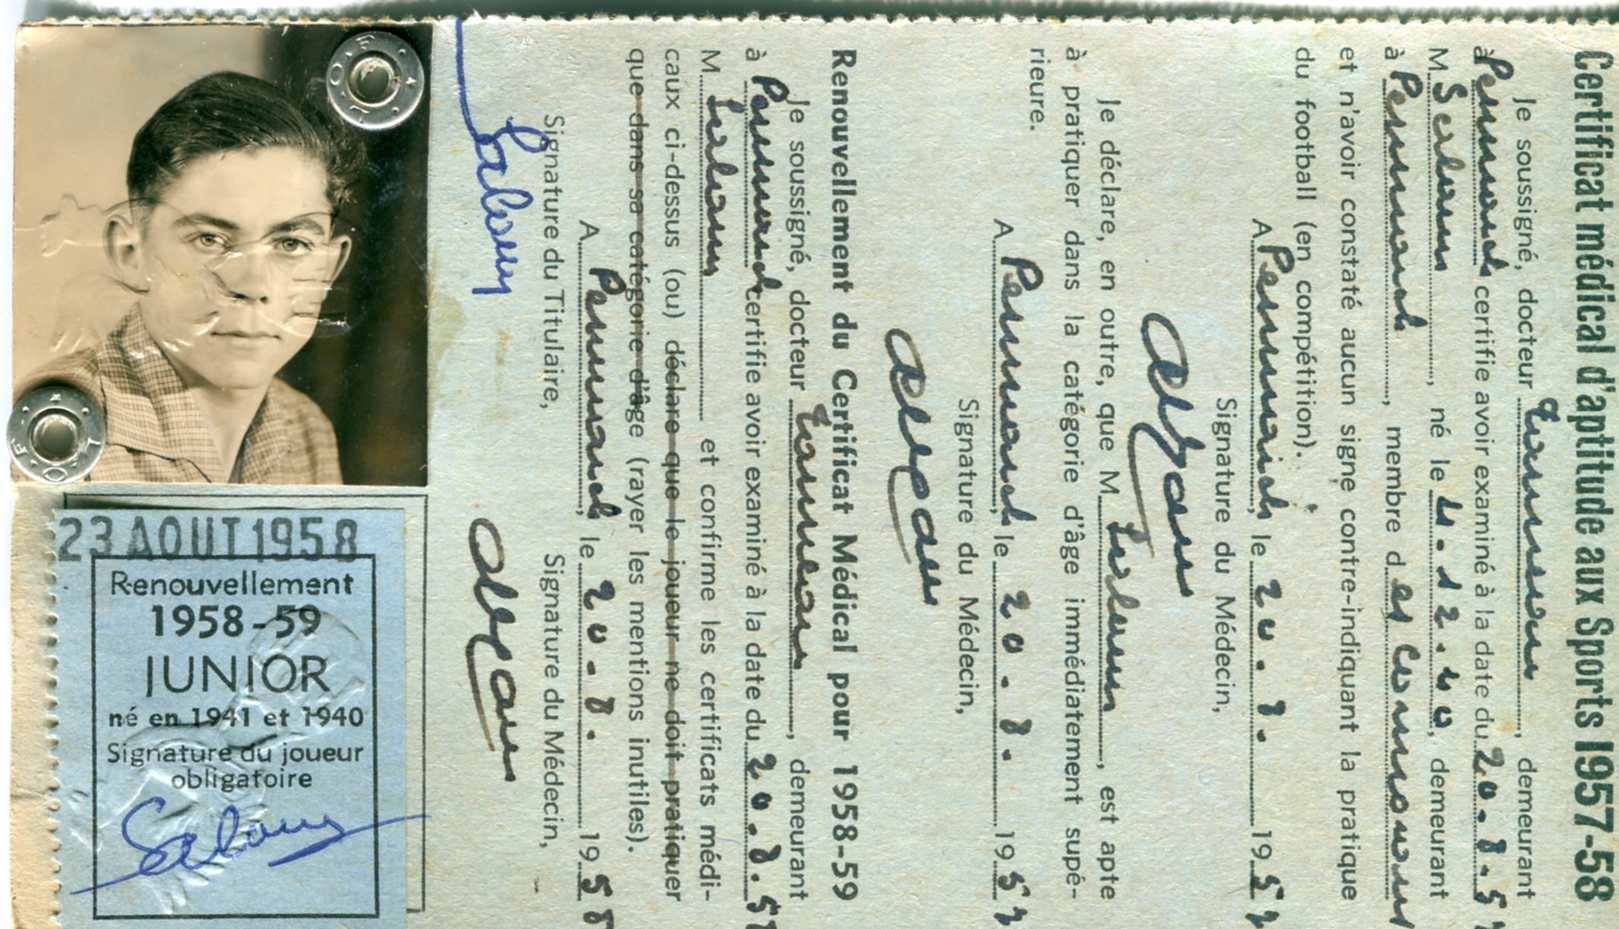 Certificat médical d'aptitude aux Sports 1957-58
Je soussigné, docteur , demeurant
à certifie avoir examiné à la date du 20.8.57
M. , né le 4.12.40, demeurant
à , membre d
et n'avoir constaté aucun signe contre-indiquant la pratique
du football (en compétition).
A , le 20.8. 1957
Signature du Médecin,
Je déclare, en outre, que M. , est apte
à pratiquer dans la catégorie d'âge immédiatement supé-
rieure.
A , le 20.8. 1957
Signature du Médecin,
Renouvellement du Certificat Médical pour 1958-59
Je soussigné, docteur , demeurant
à certifie avoir examiné à la date du 20.8.58
M. et confirme les certificats médi-
caux ci-dessus (ou) déclare que le joueur ne doit pratiquer
que dans sa catégorie d'âge (rayer les mentions inutiles).
A , le 20.8. 1958
Signature du Titulaire, Signature du Médecin,
23 AOUT 1958
Renouvellement
1958-59
JUNIOR
né en 1941 et 1940
Signature du joueur
obligatoire